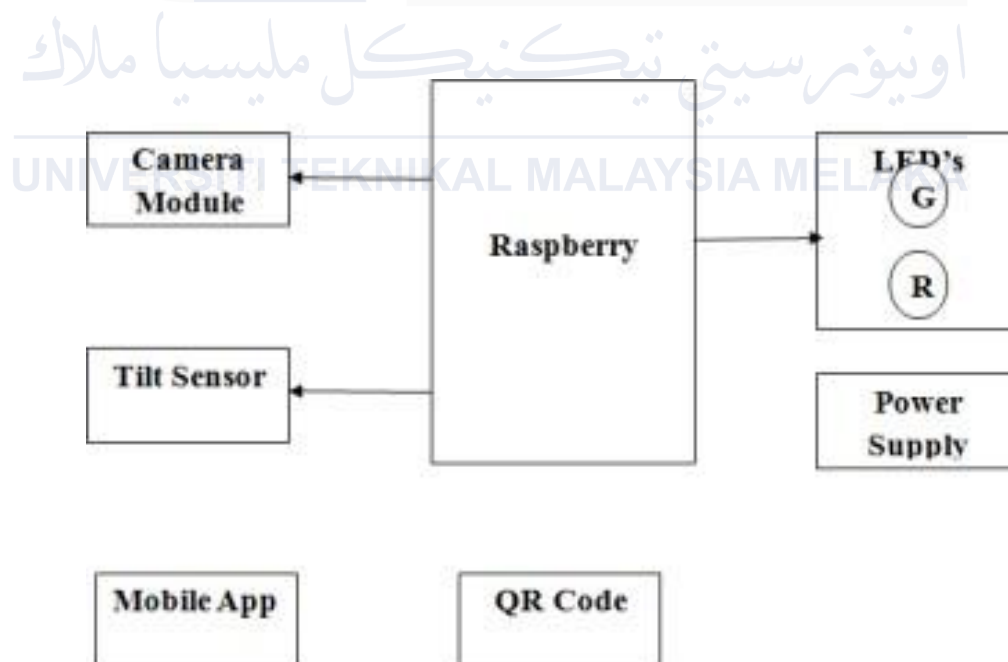 اونيۏرسيتي تيكنيكل مليسيا ملاك
UNIVERSITI TEKNIKAL MALAYSIA MELAKA
Camera
Module
Raspberry
LED's
G
R
Tilt Sensor
Power
Supply
Mobile App
QR Code